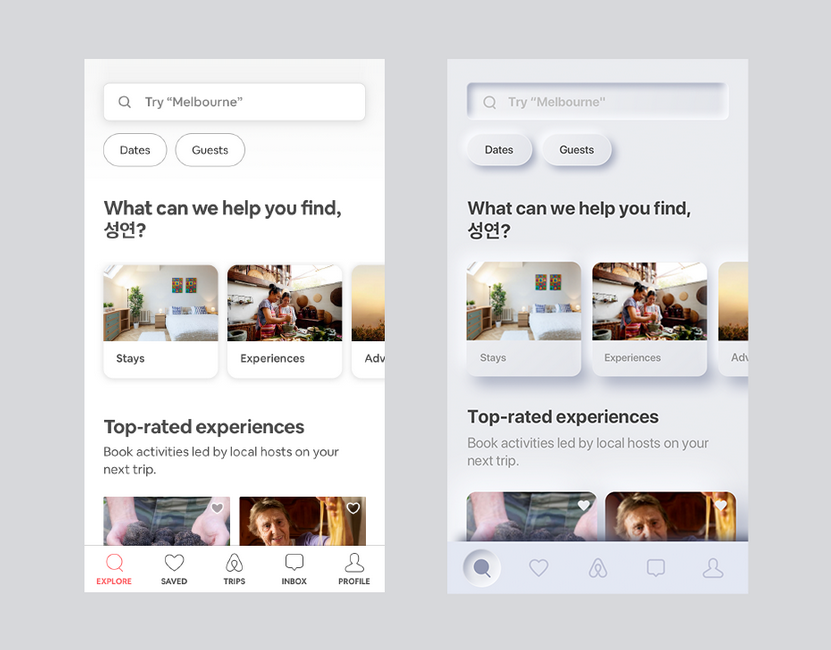 Try “Melbourne”
Dates
Guests
What can we help you find,
성연?
Stays
Experiences
Adv
Top-rated experiences
Book activities led by local hosts on your
next trip.
EXPLORE
SAVED
TRIPS
INBOX
PROFILE
Try “Melbourne”
Dates
Guests
What can we help you find,
성연?
Stays
Experiences
Adv
Top-rated experiences
Book activities led by local hosts on your
next trip.